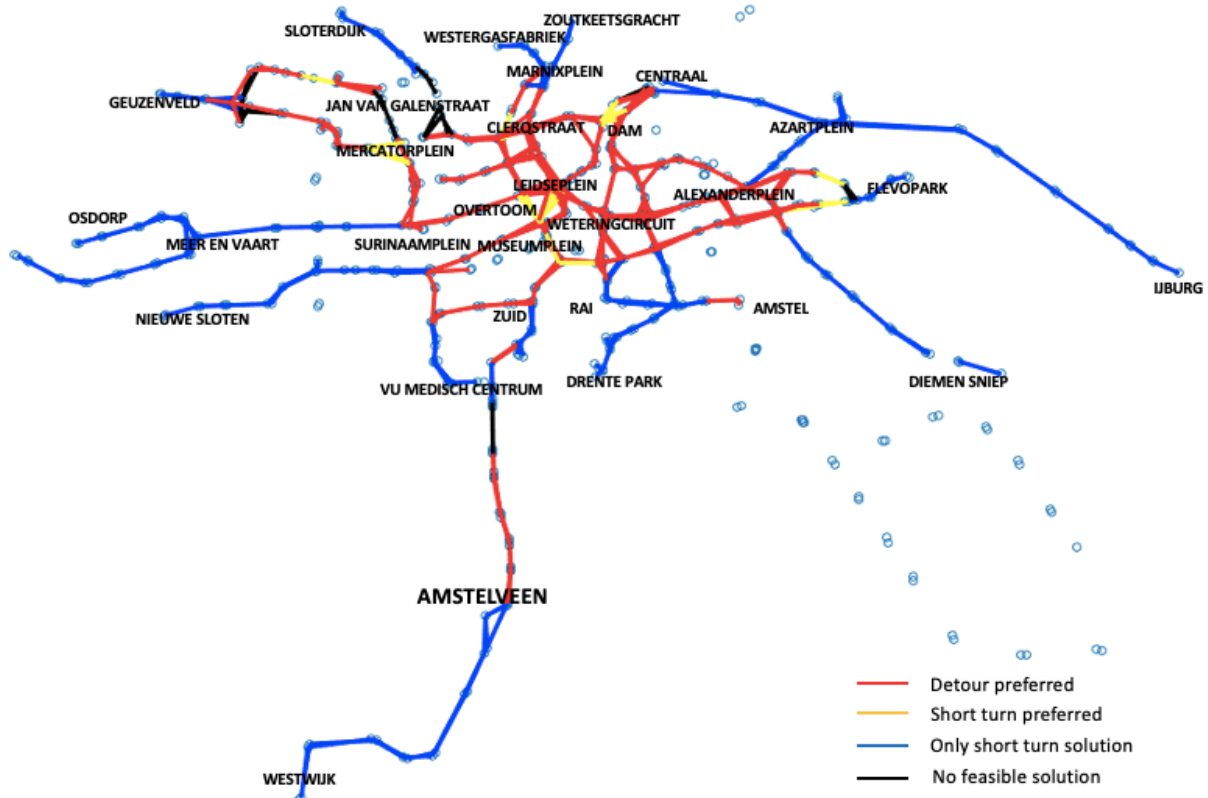 ZOUTKEETSGRACHT
SLOTERDIJK
WESTERGASFABRIEK
MARNIXPLEIN
CENTRAAL
GEUZENVELD
JAN VAN GALENSTRAAT
CLERQSTRAAT
DAM
AZARTPLEIN
MERCATORPLEIN
LEIDSEPLEIN
ALEXANDERPLEIN
FLEVOPARK
OSDORP
OVERTOOM
WETERINGCIRCUIT
MEER EN VAART
SURINAAMPLEIN
MUSEUMPLEIN
IJBURG
NIEUWE SLOTEN
ZUID
RAI
AMSTEL
VU MEDISCH CENTRUM
DRENTE PARK
DIEMEN SNIEP
AMSTELVEEN
Detour preferred
Short turn preferred
Only short turn solution
WESTWIJK
No feasible solution